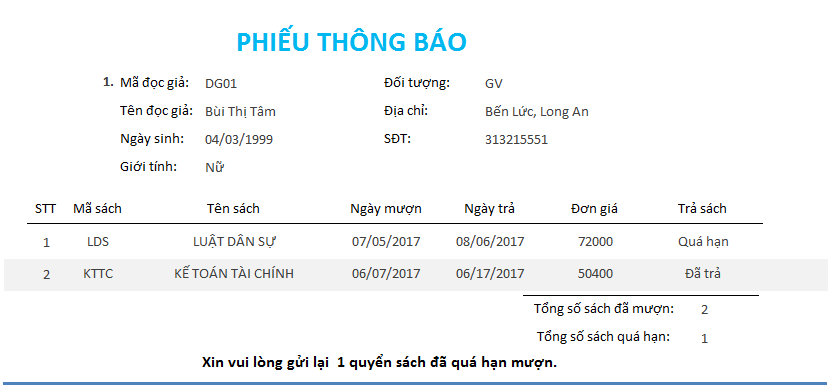 PHIẾU THÔNG BÁO
1. Mã đọc giả: DG01 Đối tượng: GV
Tên đọc giả: Bùi Thị Tâm Địa chỉ: Bến Lức, Long An
Ngày sinh: 04/03/1999 SĐT: 313215551
Giới tính: Nữ
STT Mã sách Tên sách Ngày mượn Ngày trả Đơn giá Trả sách
1 LDS LUẬT DÂN SỰ 07/05/2017 08/06/2017 72000 Quá hạn
2 KTTC KẾ TOÁN TÀI CHÍNH 06/07/2017 06/17/2017 50400 Đã trả
Tổng số sách đã mượn: 2
Tổng số sách quá hạn: 1
Xin vui lòng gửi lại 1 quyển sách đã quá hạn mượn.